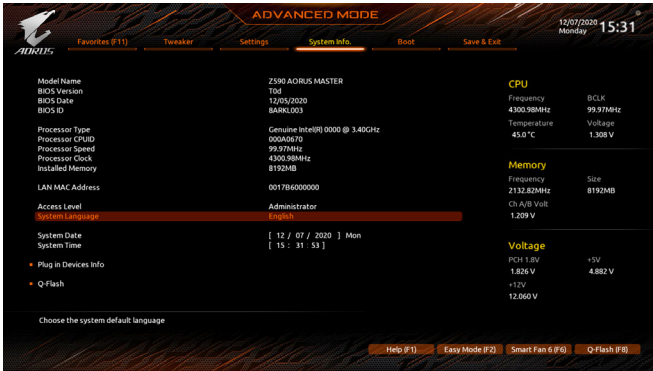 ADVANCED MODE
12/07/2020 Monday 15:31
AORUS
Favorites (F11) Tweaker Settings System Info. Boot Save & Exit
Model Name Z590 AORUS MASTER
BIOS Version T0d
BIOS Date 12/05/2020
BIOS ID 8ARKL003
Processor Type Genuine Intel(R) 0000 @ 3.40GHz
Processor CPUID 000A0670
Processor Speed 99.97MHz
Processor Clock 4300.98MHz
Installed Memory 8192MB
LAN MAC Address 0017B6000000
Access Level Administrator
System Language English
System Date [ 12 / 07 / 2020 ] Mon
System Time [ 15 : 31 : 53 ]
Plug in Devices Info
Q-Flash
CPU
Frequency BCLK
4300.98MHz 99.97MHz
Temperature Voltage
45.0 °C 1.308 V
Memory
Frequency Size
2132.82MHz 8192MB
Ch A/B Volt
1.209 V
Voltage
PCH 1.8V +5V
1.826 V 4.882 V
+12V
12.060 V
Choose the system default language
Help (F1) Easy Mode (F2) Smart Fan 6 (F6) Q-Flash (F8)